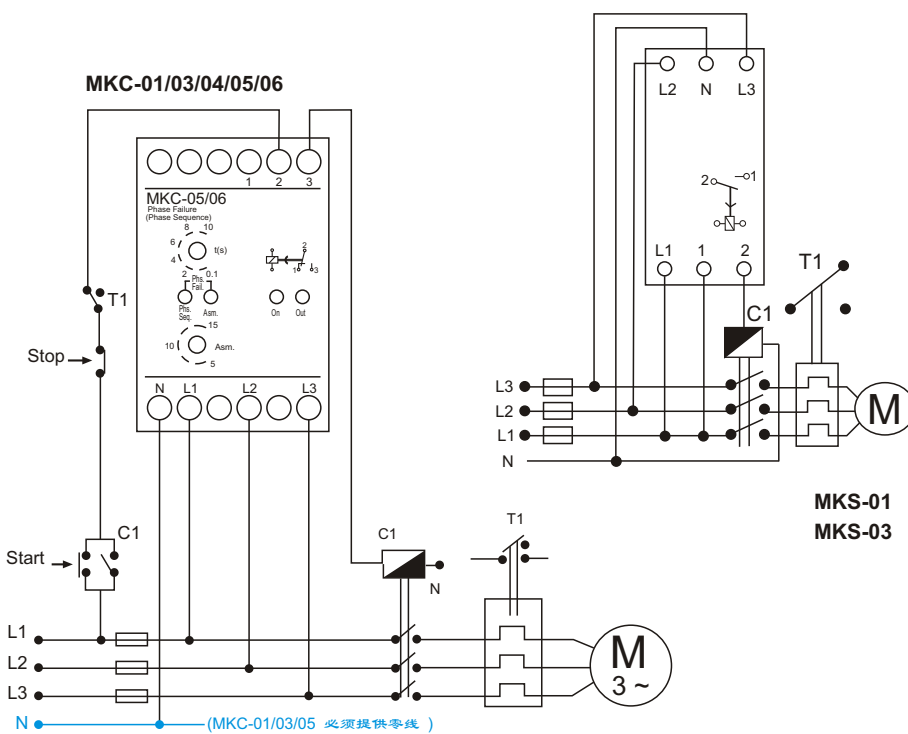 MKC-01/03/04/05/06
1 2 3
MKC-05/06
Phase Failure
(Phase Sequence)
8 10
6
t(s)
4
2 0.1
Phs.
Fail.
Phs.
Seq.
Asm.
2
1 3
On Out
15
10
Asm.
5
N L1 L2 L3
T1
Stop
C1
Start
C1
N
T1
L1
L2
L3
M
3 ~
N
(MKC-01/03/05 必须提供零线 )
L2 N L3
2 1
L1 1 2
T1
C1
L3
L2
L1
N
M
MKS-01
MKS-03